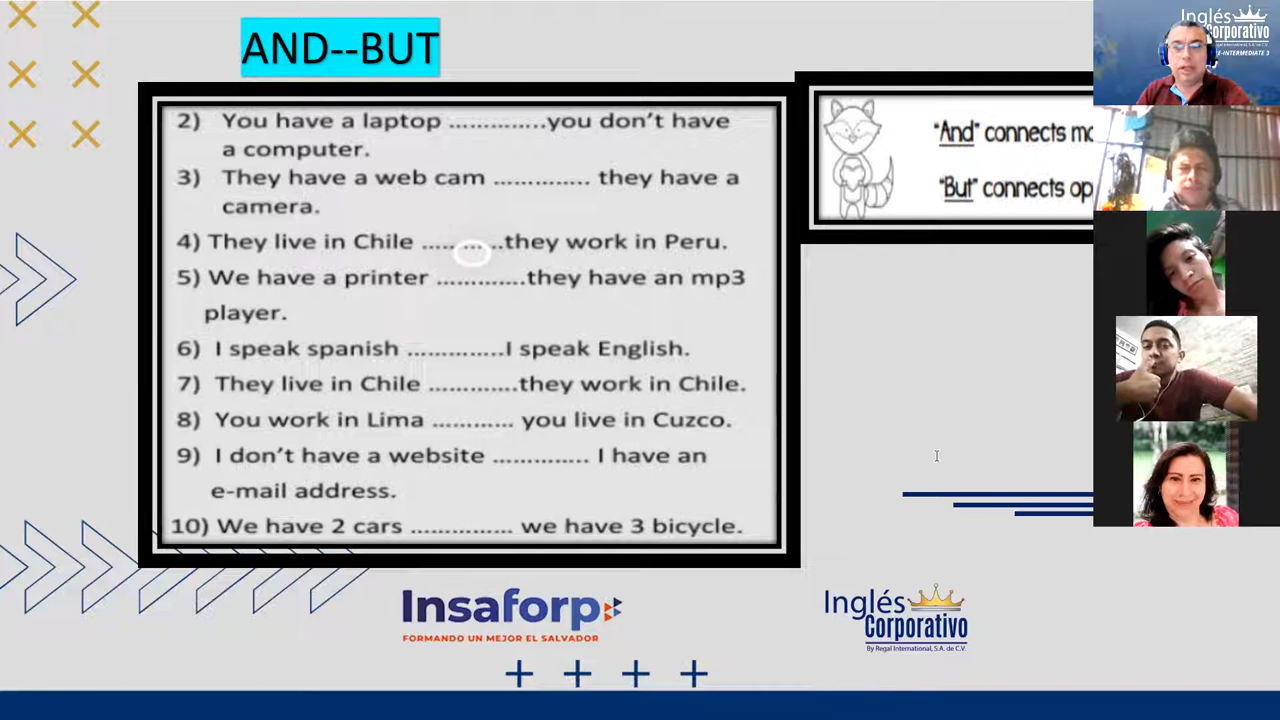 AND--BUT
2) You have a laptop ..............you don't have
a computer.
3) They have a web cam .............. they have a
camera.
4) They live in Chile ..............they work in Peru.
5) We have a printer .............they have an mp3
player.
6) I speak spanish ..............I speak English.
7) They live in Chile .............they work in Chile.
8) You work in Lima ............ you live in Cuzco.
9) I don't have a website .............. I have an
e-mail address.
10) We have 2 cars ............... we have 3 bicycle.
"And" connects
"But" connects
Inglés
Corporativo
Insaforp
FORMANDO UN MEJOR EL SALVADOR
Inglés
Corporativo
By Regal International, S.A. de C.V.